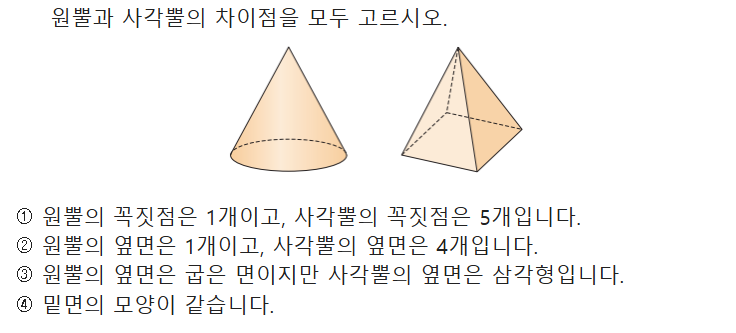 원뿔과 사각뿔의 차이점을 모두 고르시오.
① 원뿔의 꼭짓점은 1개이고, 사각뿔의 꼭짓점은 5개입니다.
② 원뿔의 옆면은 1개이고, 사각뿔의 옆면은 4개입니다.
③ 원뿔의 옆면은 굽은 면이지만 사각뿔의 옆면은 삼각형입니다.
④ 밑면의 모양이 같습니다.